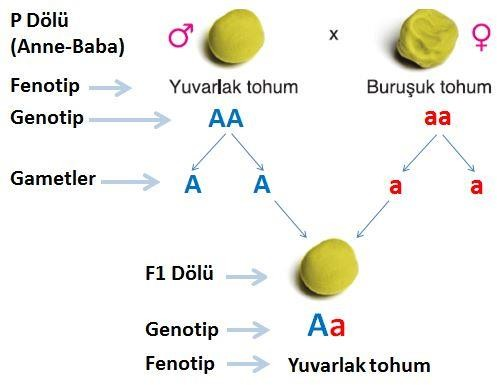 P Dölü
(Anne-Baba)
♂ x ♀
Fenotip Yuvarlak tohum Buruşuk tohum
Genotip AA aa
Gametler A A a a
F1 Dölü
Genotip Aa
Fenotip Yuvarlak tohum